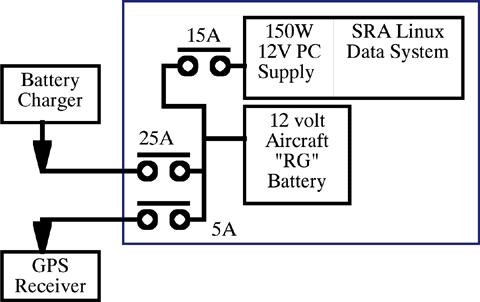 15A
150W
12V PC
Supply
SRA Linux
Data System
Battery
Charger
25A
12 volt
Aircraft
"RG"
Battery
5A
GPS
Receiver